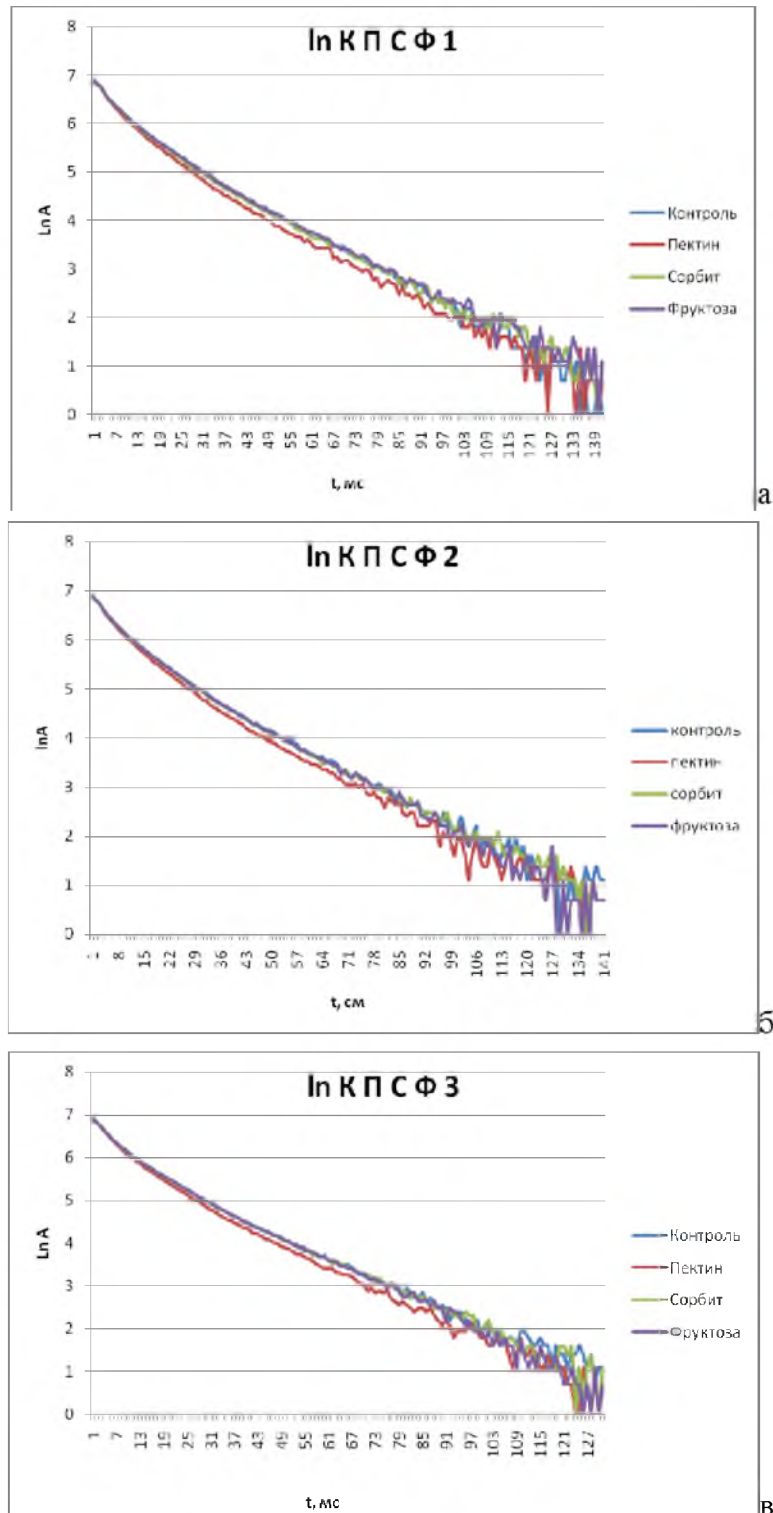 ln К П С Ф 1
8
7
6
5
4
3
2
1
0
Ln A
1 7 13 19 25 31 37 43 49 55 61 67 73 79 85 91 97 103 109 115 121 127 133 139
t, мс
Контроль
Пектин
Сорбит
Фруктоза
а
ln К П С Ф 2
8
7
6
5
4
3
2
1
0
lnA
1 8 15 22 29 36 43 50 57 64 71 78 85 92 99 106 113 120 127 134 141
t, см
контроль
пектин
сорбит
фруктоза
б
ln К П С Ф 3
8
7
6
5
4
3
2
1
0
Ln A
1 7 13 19 25 31 37 43 49 55 61 67 73 79 85 91 97 103 109 115 121 127
t, мс
Контроль
Пектин
Сорбит
Фруктоза
в